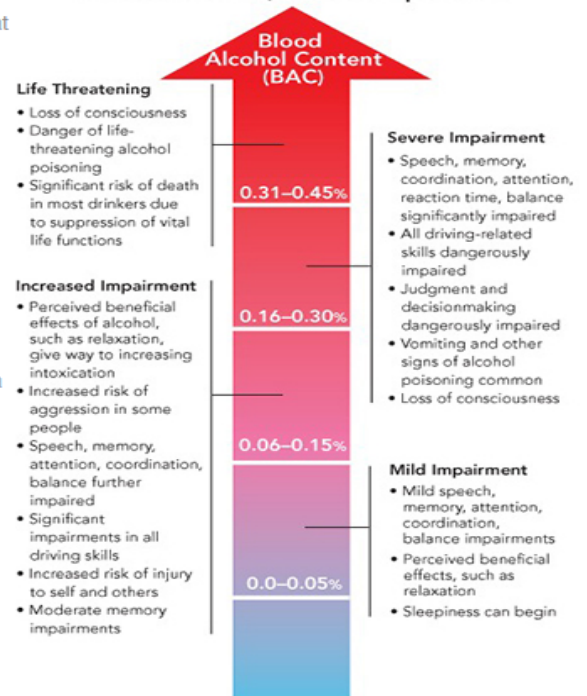 Blood
Alcohol Content
(BAC)
Life Threatening
• Loss of consciousness
• Danger of life-
threatening alcohol
poisoning
• Significant risk of death
in most drinkers due
to suppression of vital
life functions
0.31–0.45%
Severe Impairment
• Speech, memory,
coordination, attention,
reaction time, balance
significantly impaired
• All driving-related
skills dangerously
impaired
• Judgment and
decisionmaking
dangerously impaired
• Vomiting and other
signs of alcohol
poisoning common
• Loss of consciousness
0.16–0.30%
Increased Impairment
• Perceived beneficial
effects of alcohol,
such as relaxation,
give way to increasing
intoxication
• Increased risk of
aggression in some
people
• Speech, memory,
attention, coordination,
balance further
impaired
• Significant
impairments in all
driving skills
• Increased risk of injury
to self and others
• Moderate memory
impairments
0.06–0.15%
Mild Impairment
• Mild speech,
memory, attention,
coordination,
balance impairments
• Perceived beneficial
effects, such as
relaxation
• Sleepiness can begin
0.0–0.05%